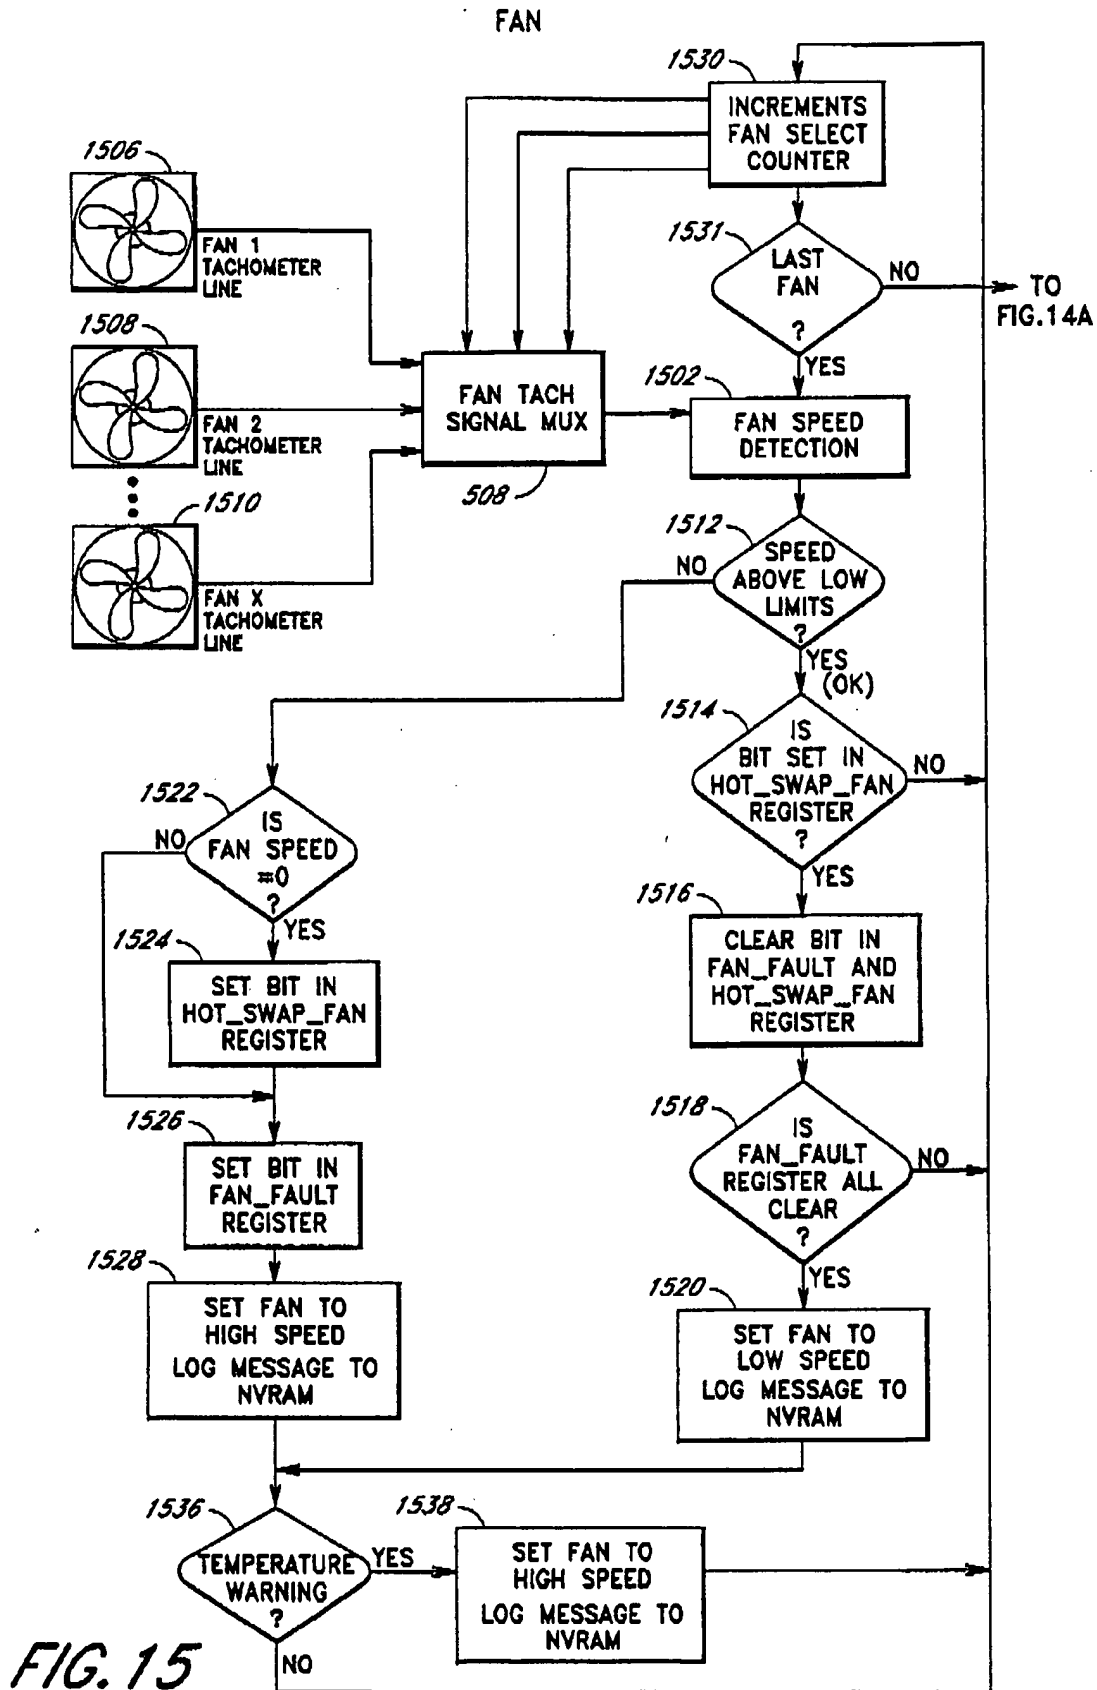 FAN
1530
INCREMENTS
FAN SELECT
COUNTER
1506
FAN 1
TACHOMETER
LINE
1531
LAST
FAN
?
NO
TO
FIG.14A
YES
1508
FAN 2
TACHOMETER
LINE
FAN TACH
SIGNAL MUX
508
1502
FAN SPEED
DETECTION
1510
FAN X
TACHOMETER
LINE
1512
SPEED
ABOVE LOW
LIMITS
?
NO
YES
(OK)
1514
IS
BIT SET IN
HOT_SWAP_FAN
REGISTER
?
NO
YES
1522
IS
FAN SPEED
=0
?
NO
YES
1516
CLEAR BIT IN
FAN_FAULT AND
HOT_SWAP_FAN
REGISTER
1524
SET BIT IN
HOT_SWAP_FAN
REGISTER
1518
IS
FAN_FAULT
REGISTER ALL
CLEAR
?
NO
YES
1526
SET BIT IN
FAN_FAULT
REGISTER
1528
SET FAN TO
HIGH SPEED
LOG MESSAGE TO
NVRAM
1520
SET FAN TO
LOW SPEED
LOG MESSAGE TO
NVRAM
1536
TEMPERATURE
WARNING
?
YES
NO
1538
SET FAN TO
HIGH SPEED
LOG MESSAGE TO
NVRAM
FIG. 15